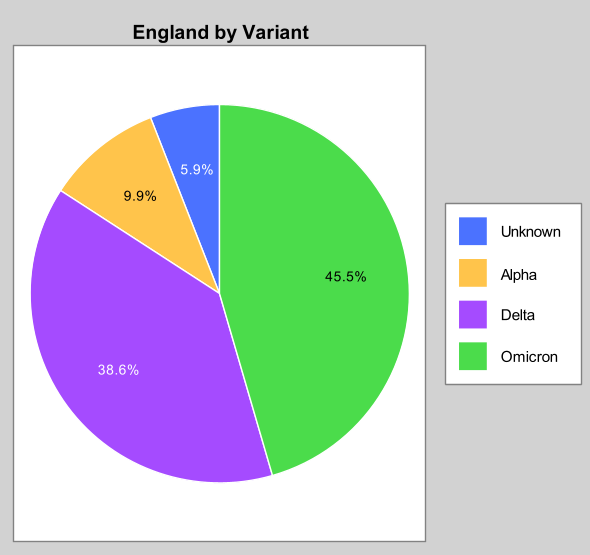 England by Variant
5.9%
9.9%
45.5%
38.6%
Unknown
Alpha
Delta
Omicron